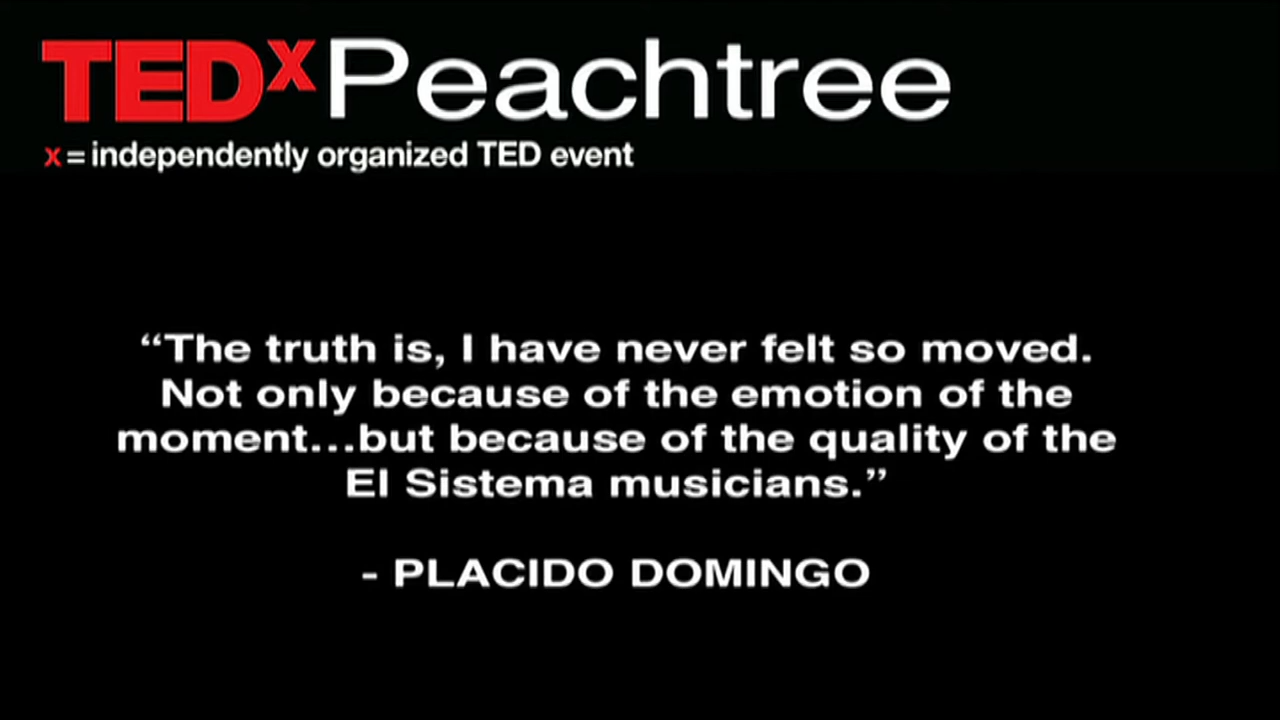 TEDxPeachtree
x = independently organized TED event
“The truth is, I have never felt so moved.
Not only because of the emotion of the
moment...but because of the quality of the
El Sistema musicians.”
- PLACIDO DOMINGO